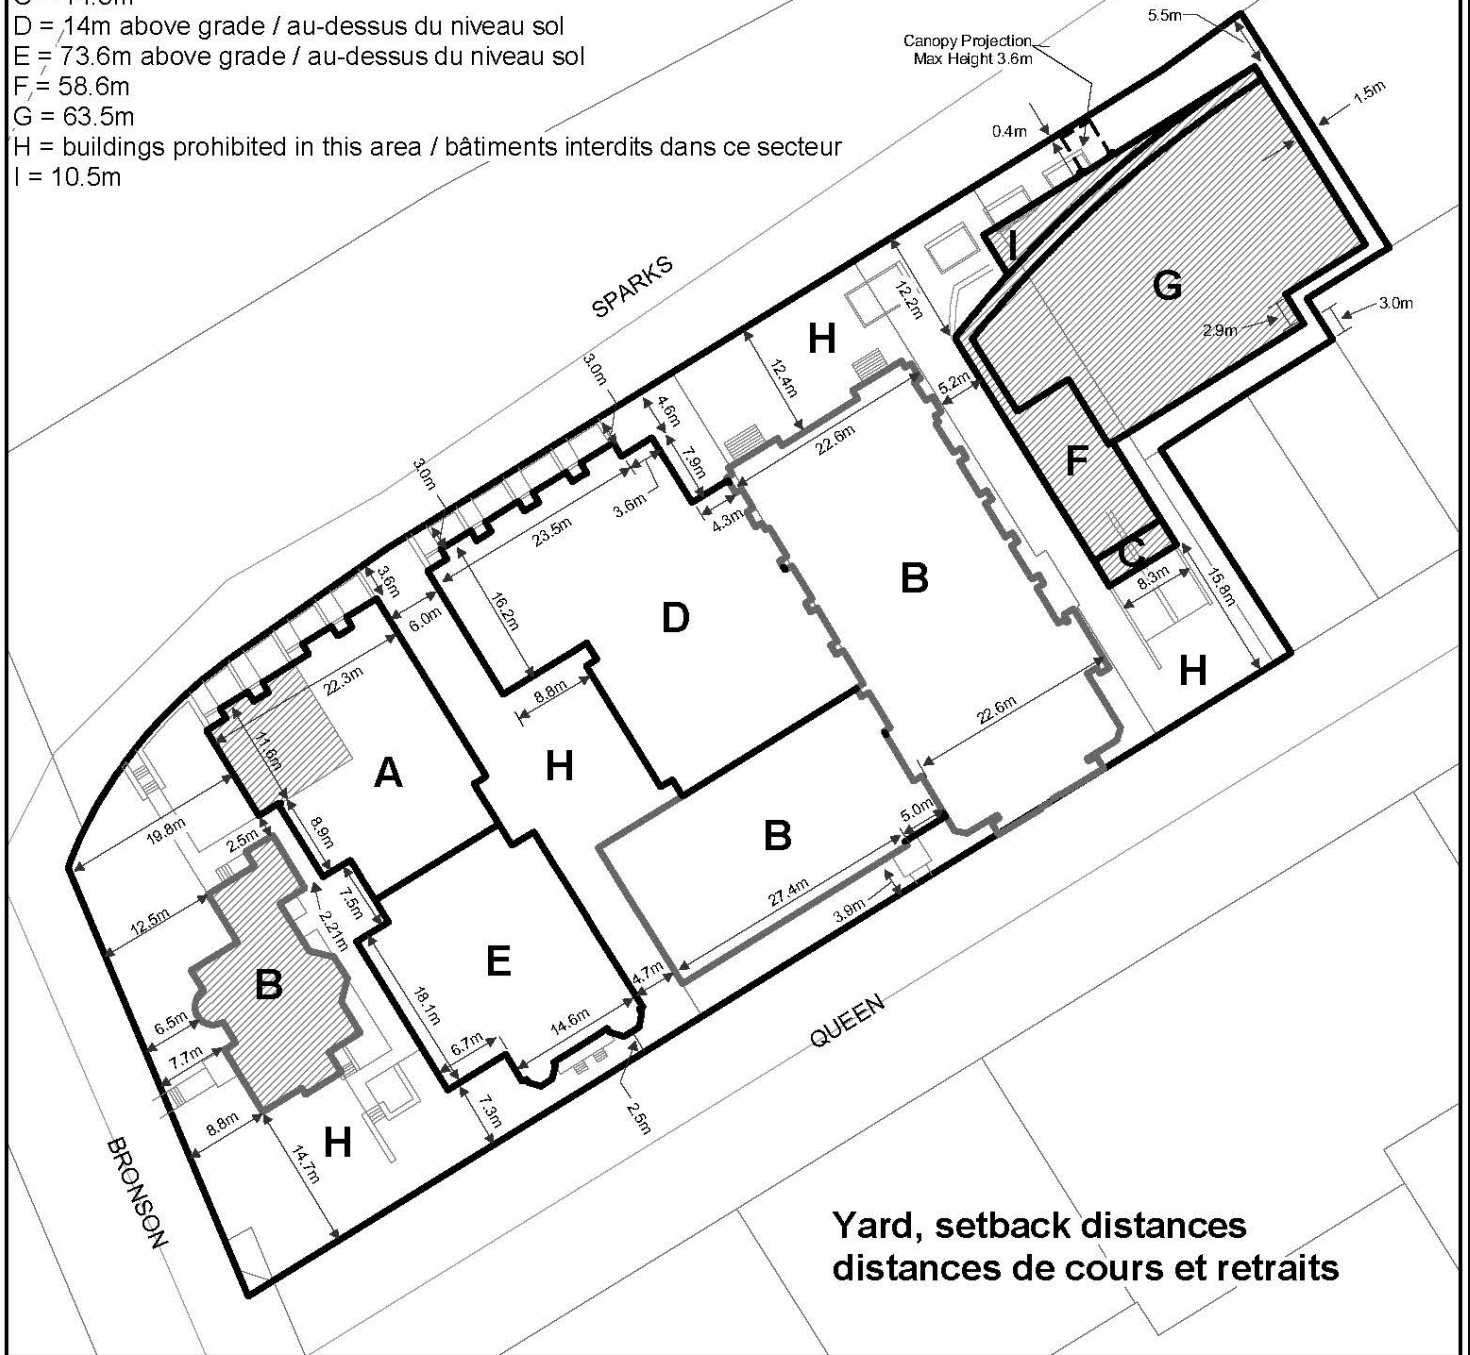 D = 14m above grade / au-dessus du niveau sol
E = 73.6m above grade / au-dessus du niveau sol
F = 58.6m
G = 63.5m
H = buildings prohibited in this area / bâtiments interdits dans ce secteur
I = 10.5m
5.5m
Canopy Projection
Max Height 3.6m
1.5m
0.4m
SPARKS
I
G
12.2m
3.0m
2.9m
H
3.0m
12.4m
5.2m
4.6m
22.6m
7.9m
F
3.0m
3.6m
4.3m
23.5m
C
8.3m
15.8m
3.6m
6.0m
16.2m
D
B
H
22.3m
8.8m
22.6m
11.6m
A
H
19.8m
2.5m
8.9m
B
5.0m
7.5m
27.4m
12.5m
2.21m
3.9m
B
E
4.7m
18.1m
6.5m
14.6m
QUEEN
7.7m
6.7m
8.8m
7.3m
2.5m
14.7m
H
BRONSON
Yard, setback distances
distances de cours et retraits